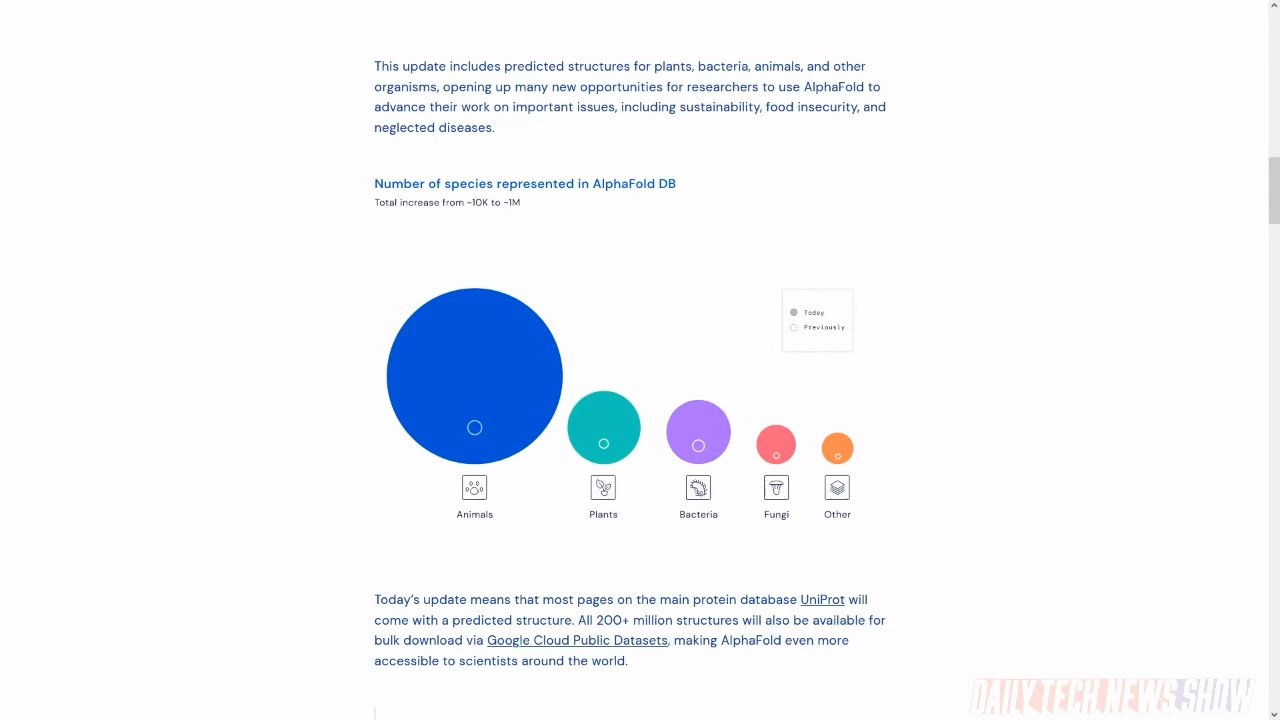 This update includes predicted structures for plants, bacteria, animals, and other
organisms, opening up many new opportunities for researchers to use AlphaFold to
advance their work on important issues, including sustainability, food insecurity, and
neglected diseases.
Number of species represented in AlphaFold DB
Total increase from ~10K to ~1M
Today
Previously
Animals
Plants
Bacteria
Fungi
Other
Today’s update means that most pages on the main protein database UniProt will
come with a predicted structure. All 200+ million structures will also be available for
bulk download via Google Cloud Public Datasets, making AlphaFold even more
accessible to scientists around the world.
DAILY TECH NEWS SHOW